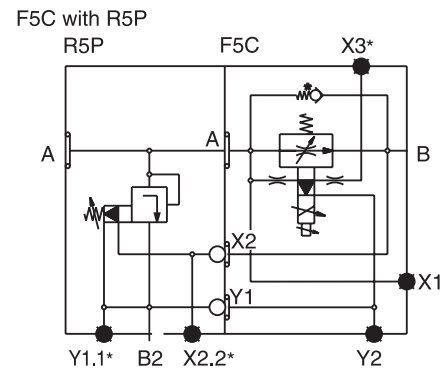 F5C with R5P
R5P F5C X3*
*
A A B
X2
X1
Y1
Y1.1* B2 X2.2* Y2